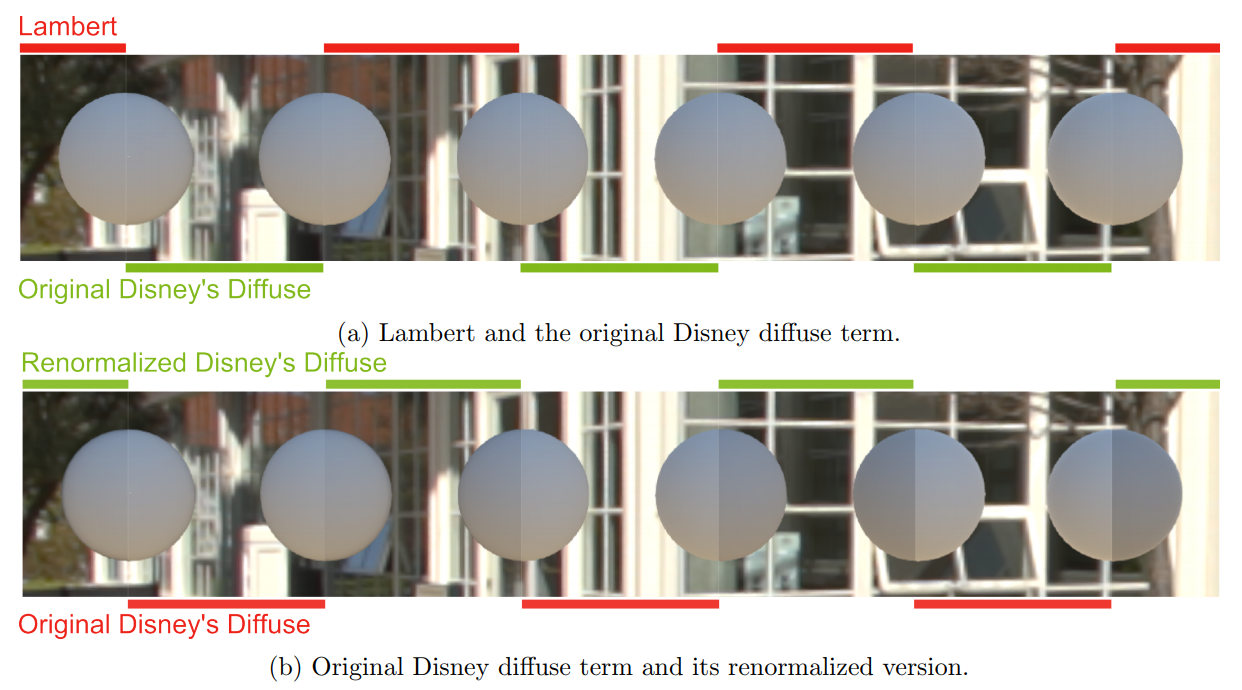 Lambert
Original Disney's Diffuse
(a) Lambert and the original Disney diffuse term.
Renormalized Disney's Diffuse
Original Disney's Diffuse
(b) Original Disney diffuse term and its renormalized version.